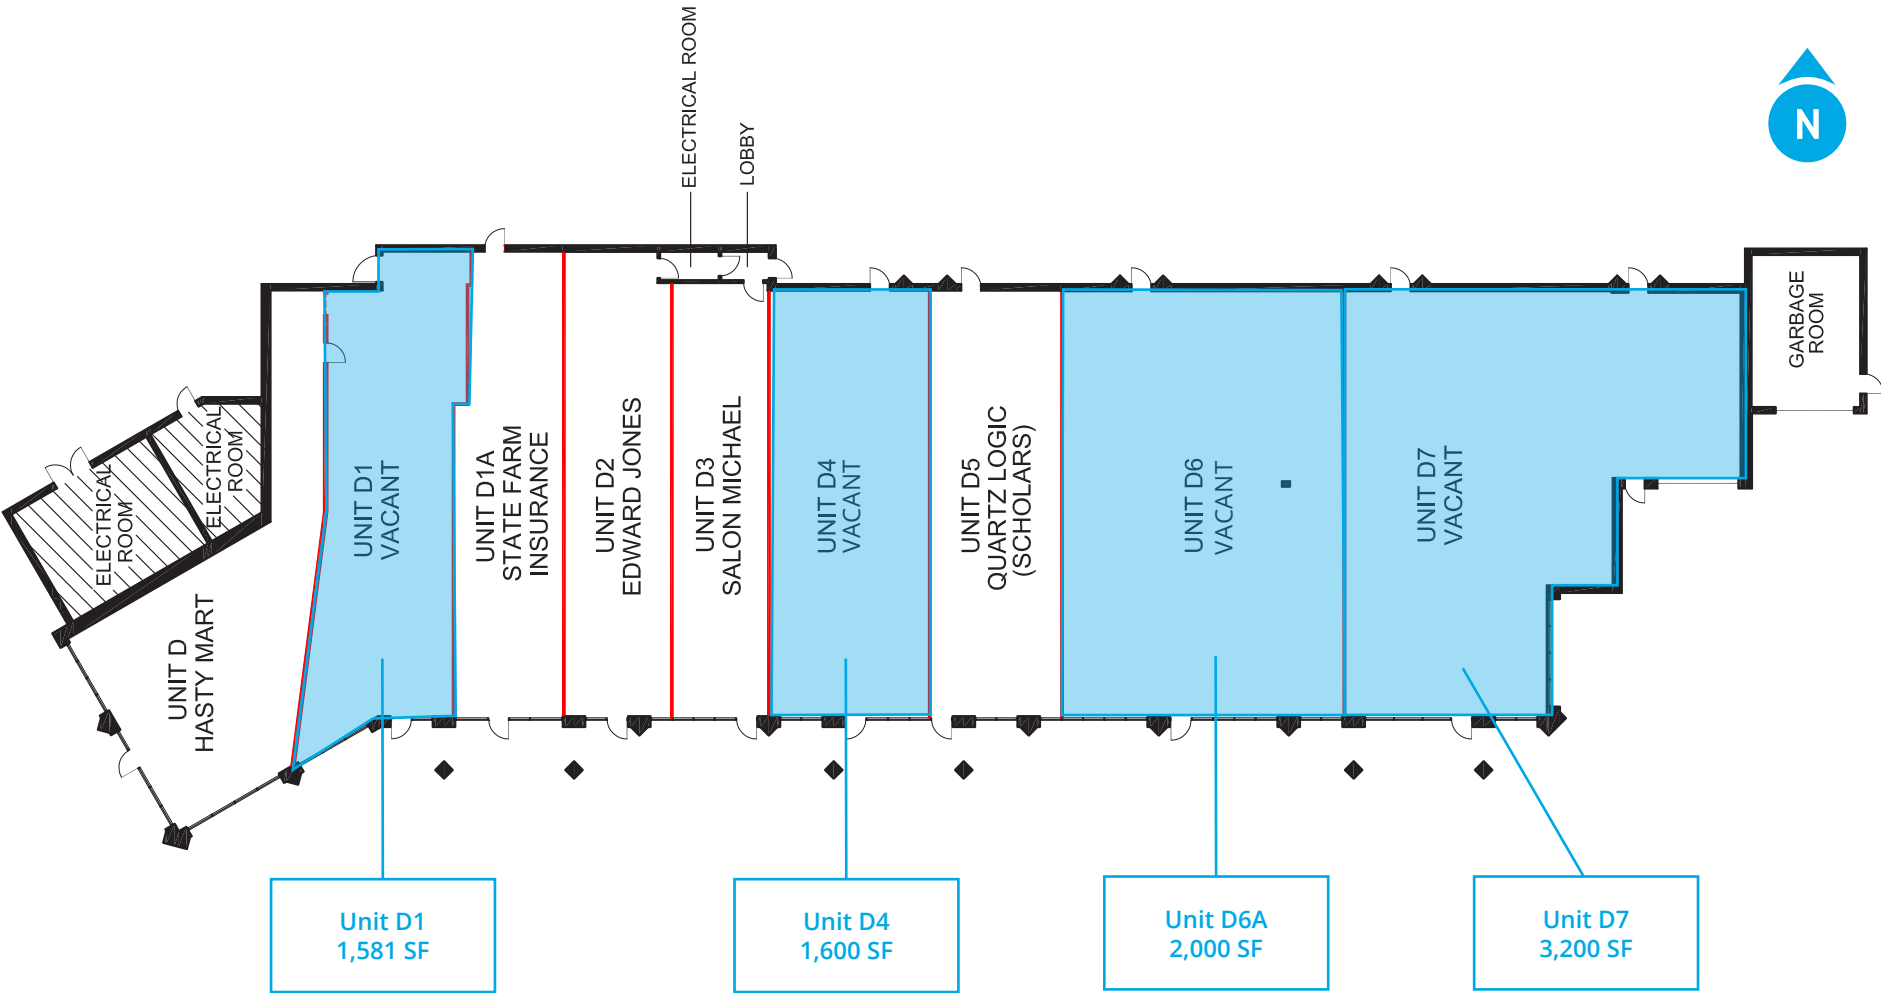 ELECTRICAL ROOM
LOBBY
N
GARBAGE
ROOM
ELECTRICAL
ROOM
ELECTRICAL
ROOM
UNIT D
HASTY MART
UNIT D1
VACANT
UNIT D1A
STATE FARM
INSURANCE
UNIT D2
EDWARD JONES
UNIT D3
SALON MICHAEL
UNIT D4
VACANT
UNIT D5
QUARTZ LOGIC
(SCHOLARS)
UNIT D6
VACANT
UNIT D7
VACANT
Unit D1
1,581 SF
Unit D4
1,600 SF
Unit D6A
2,000 SF
Unit D7
3,200 SF